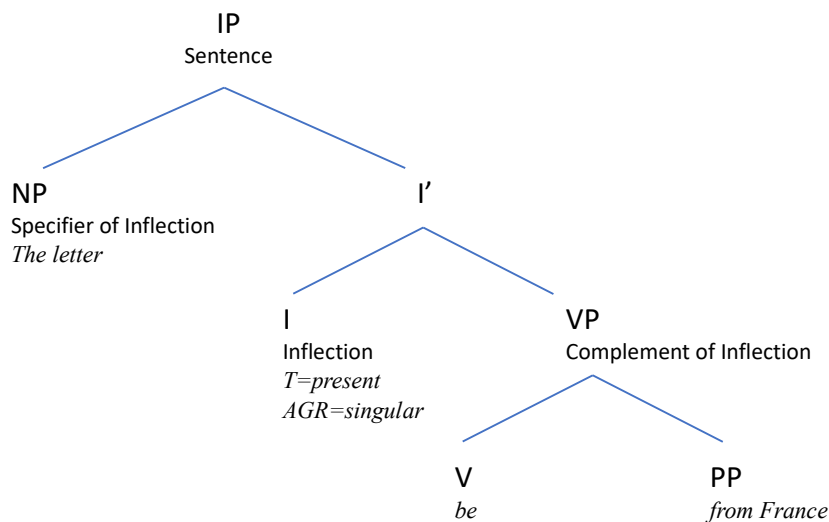 IP
Sentence
NP
Specifier of Inflection
The letter
I’
I
Inflection
T=present
AGR=singular
VP
Complement of Inflection
V
be
PP
from France